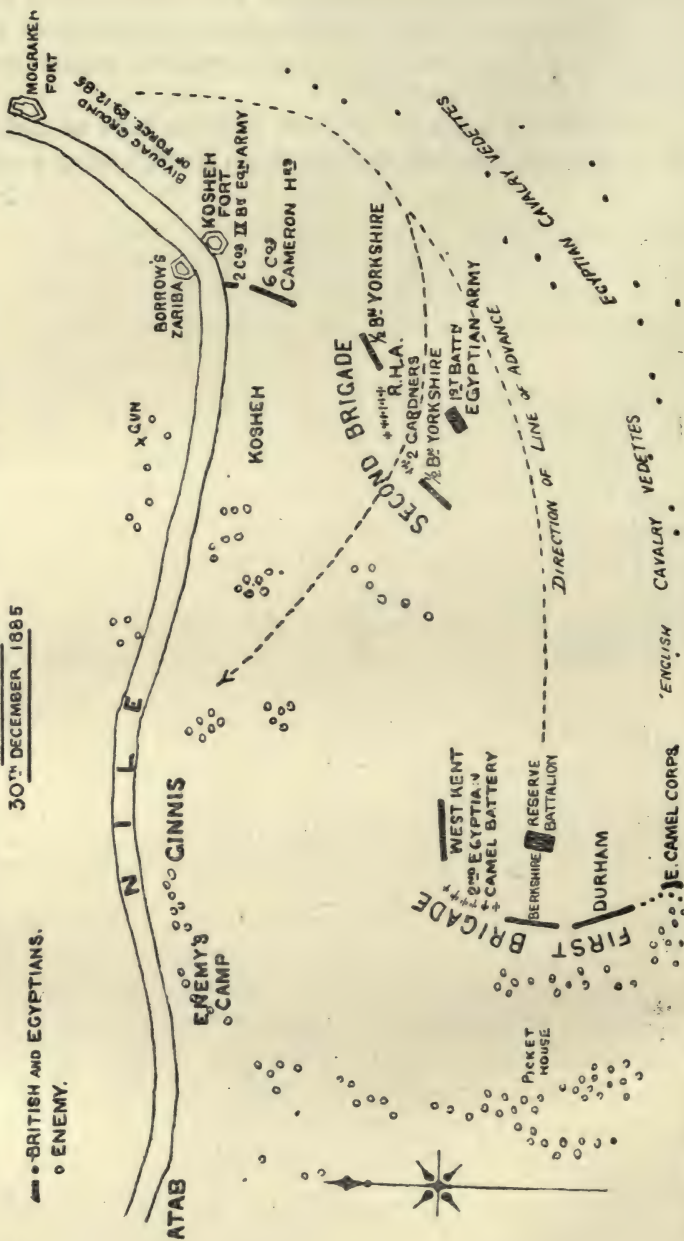 30TH DECEMBER 1885
BRITISH AND EGYPTIANS.
ENEMY.
MOGRAKEH
FORT
BIVOUAC GROUND
OF FORCE. 29.12.85
KOSHEH
FORT
2 COS IX BN EGN ARMY
6 COS
CAMERON HRS
BORROW'S
ZARIBA
X GUN
KOSHEH
NILE
GINNIS
ENEMY'S
CAMP
ATAB
SECOND BRIGADE
½ BN YORKSHIRE
R.H.A.
2 GARDNERS
½ BN YORKSHIRE
1ST BATTN
EGYPTIAN-ARMY
DIRECTION OF LINE OF ADVANCE
EGYPTIAN CAVALRY VEDETTES
ENGLISH CAVALRY VEDETTES
FIRST BRIGADE
WEST KENT
2ND EGYPTIAN
CAMEL BATTERY
BERKSHIRE
RESERVE
BATTALION
DURHAM
E. CAMEL CORPS.
PICKET
HOUSE